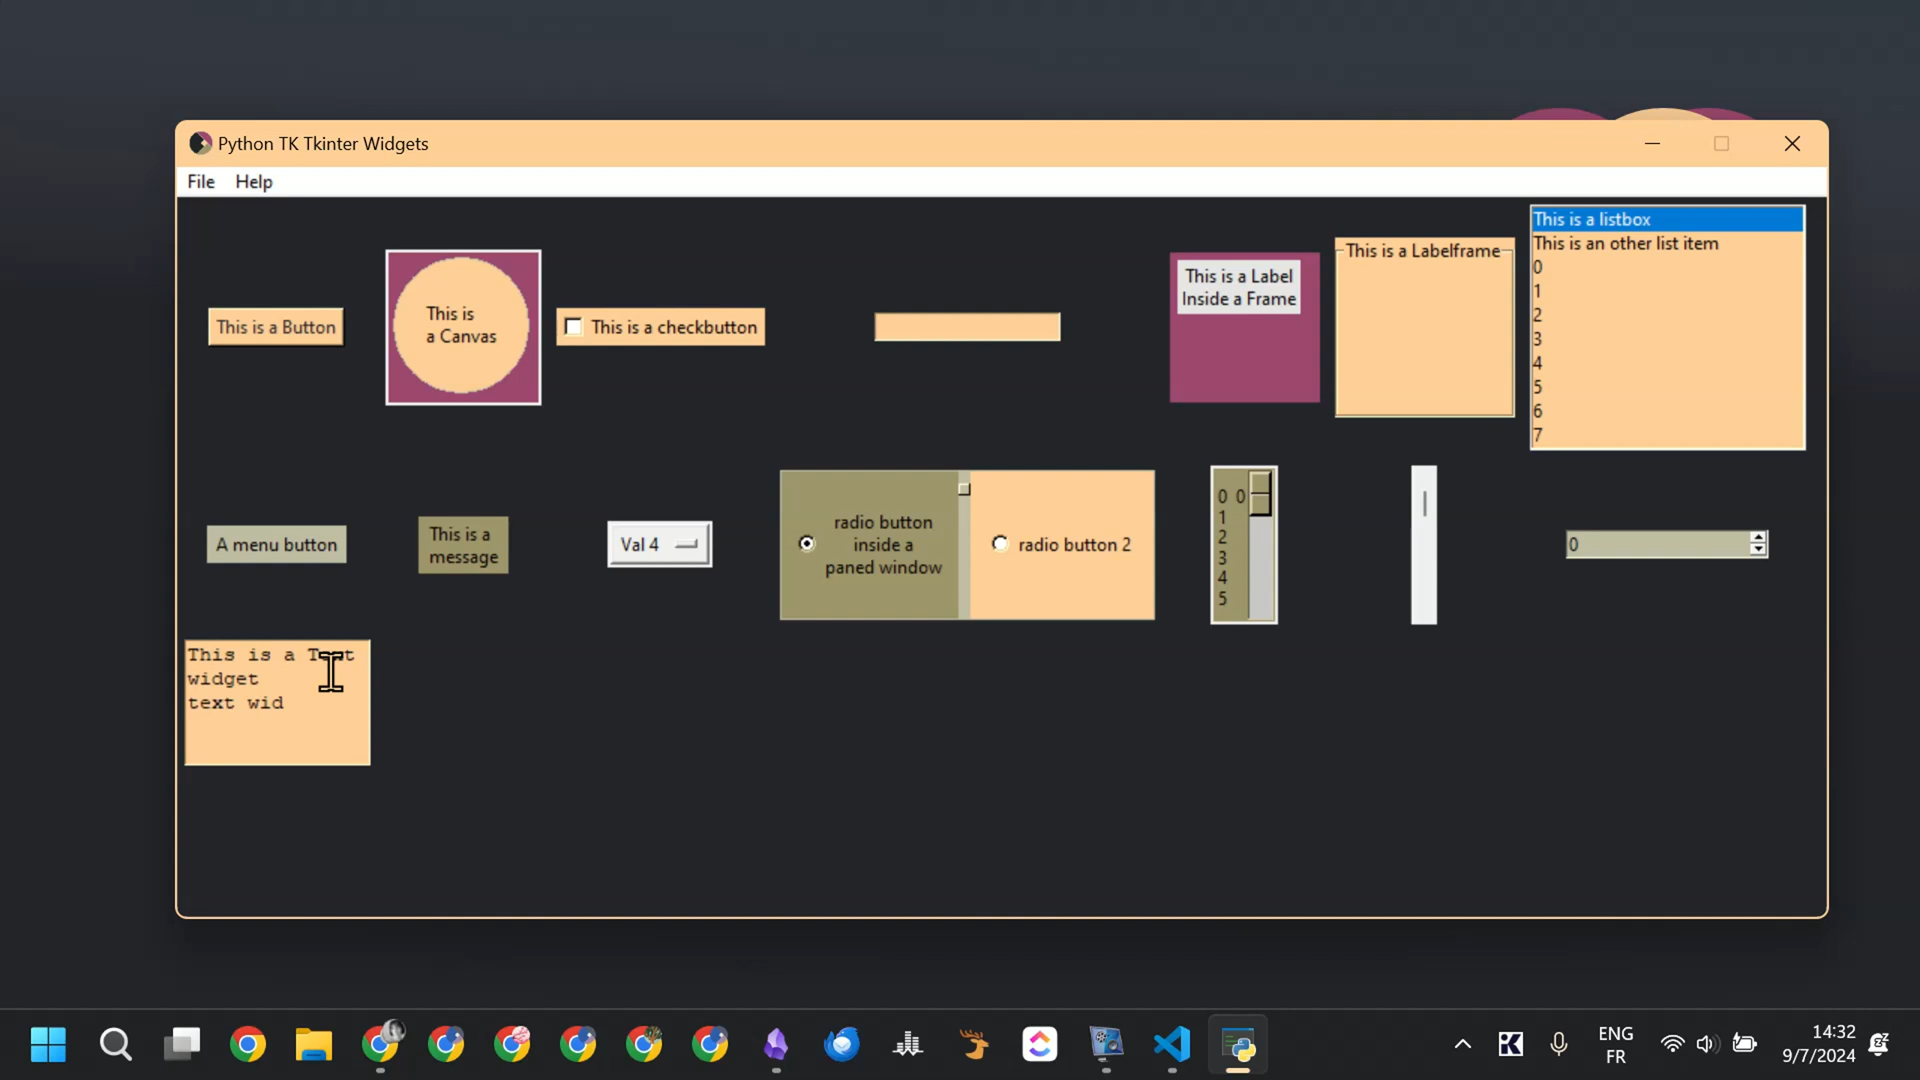 Python TK Tkinter Widgets
File Help
This is a Button
This is
a Canvas
This is a checkbutton
This is a Label
Inside a Frame
This is a Labelframe
This is a listbox
This is an other list item
0
1
2
3
4
5
6
7
A menu button
This is a
message
Val 4
radio button
inside a
paned window
radio button 2
0 0
1
2
3
4
5
0
This is a Text
widget
text wid
ENG
FR
14:32
9/7/2024